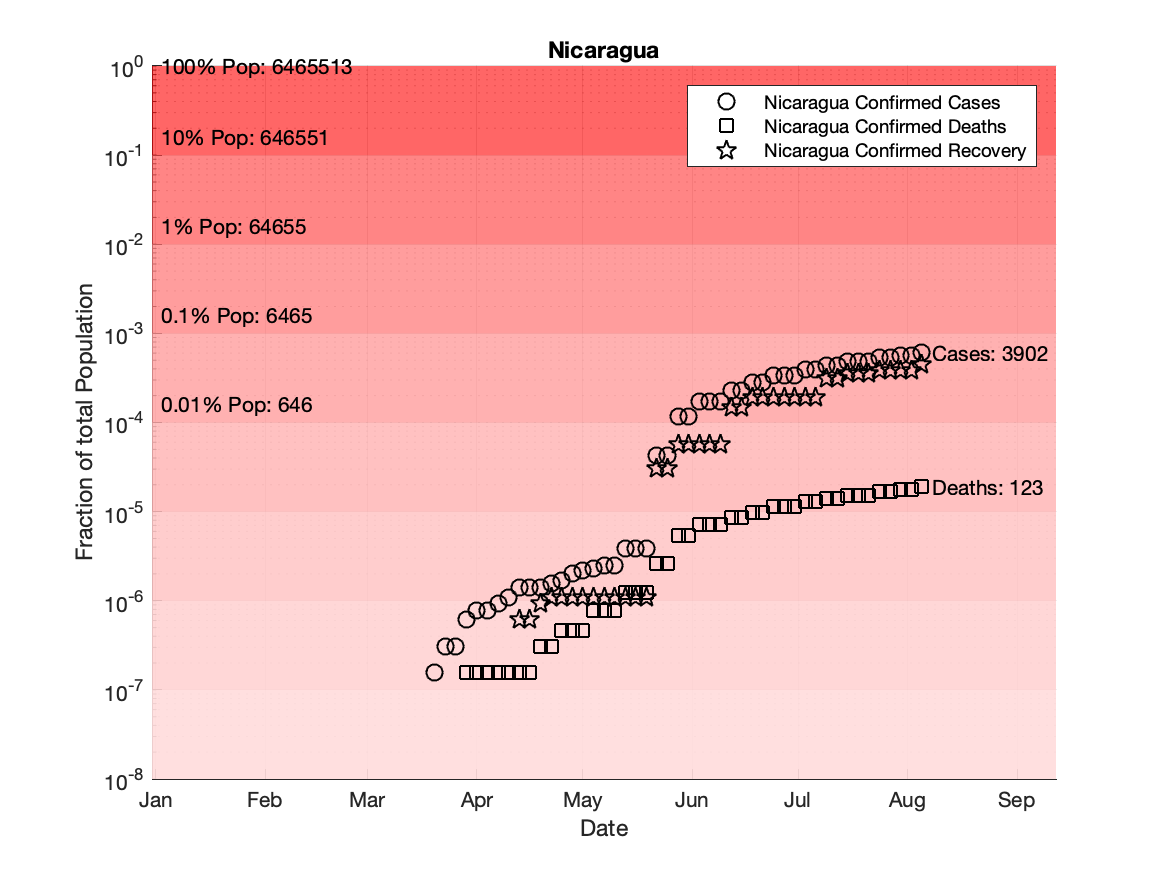 Nicaragua
10^0
100% Pop: 6465513
Nicaragua Confirmed Cases
Nicaragua Confirmed Deaths
Nicaragua Confirmed Recovery
10% Pop: 646551
10^-1
1% Pop: 64655
10^-2
0.1% Pop: 6465
10^-3
Cases: 3902
0.01% Pop: 646
10^-4
Deaths: 123
10^-5
10^-6
10^-7
10^-8
Fraction of total Population
Jan Feb Mar Apr May Jun Jul Aug Sep
Date